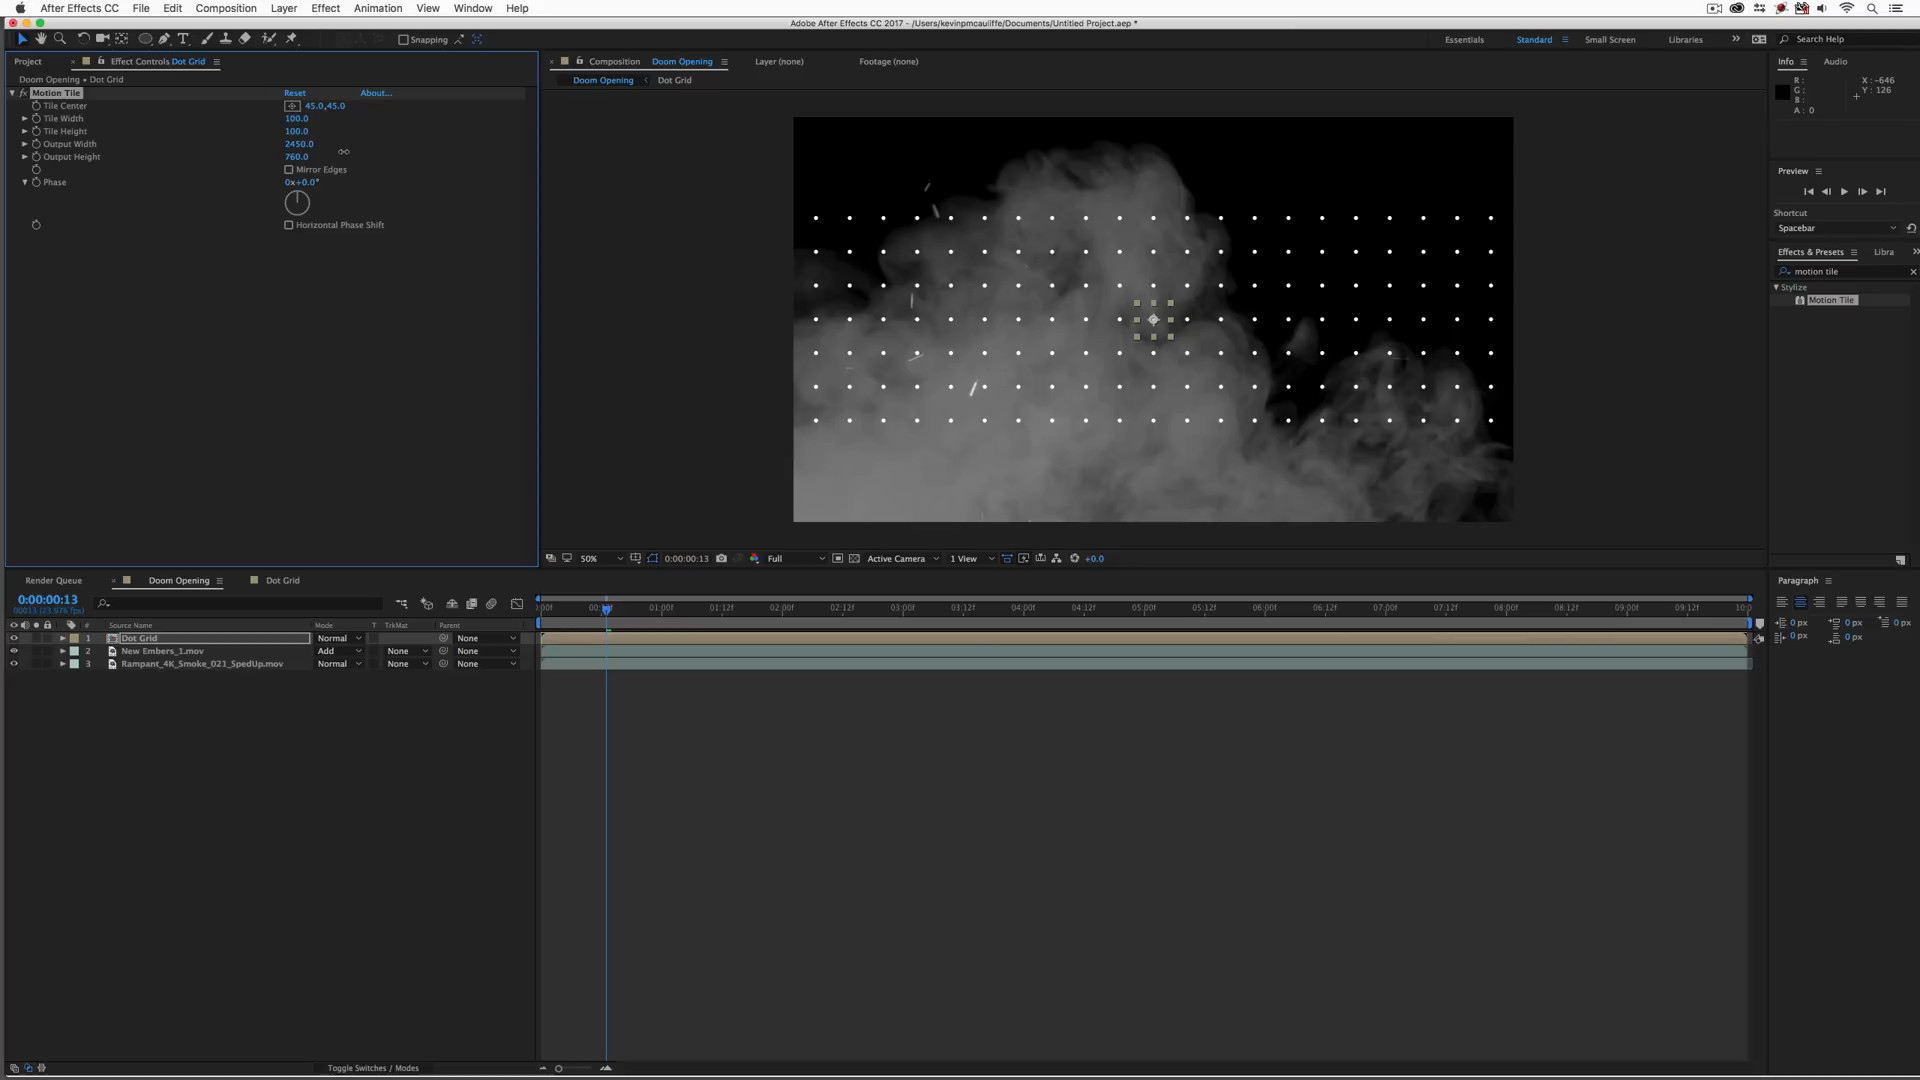 After Effects CC File Edit Composition Layer Effect Animation View Window Help
Adobe After Effects CC 2017 - /Users/kevinpmcauliffe/Documents/Untitled Project.aep *
Snapping
Essentials Standard Small Screen Libraries Search Help
Project Effect Controls Dot Grid
Composition Doom Opening Layer (none) Footage (none)
Info Audio
Doom Opening • Dot Grid
Doom Opening Dot Grid
fx Motion Tile Reset About...
Tile Center 45.0,45.0
Tile Width 100.0
Tile Height 100.0
Output Width 2450.0
Output Height 760.0
Mirror Edges
Phase 0x+0.0°
Horizontal Phase Shift
R :
G :
B :
A : 0
X : -646
Y : 126
Preview
Shortcut
Spacebar
Effects & Presets Libra
motion tile
Stylize
Motion Tile
50% 0:00:00:13 Full Active Camera 1 View +0.0
Render Queue Doom Opening Dot Grid
Paragraph
0:00:00:13
00013 (23.976 fps)
:00f 01:00f 01:12f 02:00f 02:12f 03:00f 03:12f 04:00f 04:12f 05:00f 05:12f 06:00f 06:12f 07:00f 07:12f 08:00f 08:12f 09:00f 09:12f 10:0
# Source Name Mode T TrkMat Parent
1 Dot Grid Normal None
2 New Embers_1.mov Add None None
3 Rampant_4K_Smoke_021_SpedUp.mov Normal None None
0 px 0 px 0 px
0 px 0 px
Toggle Switches / Modes